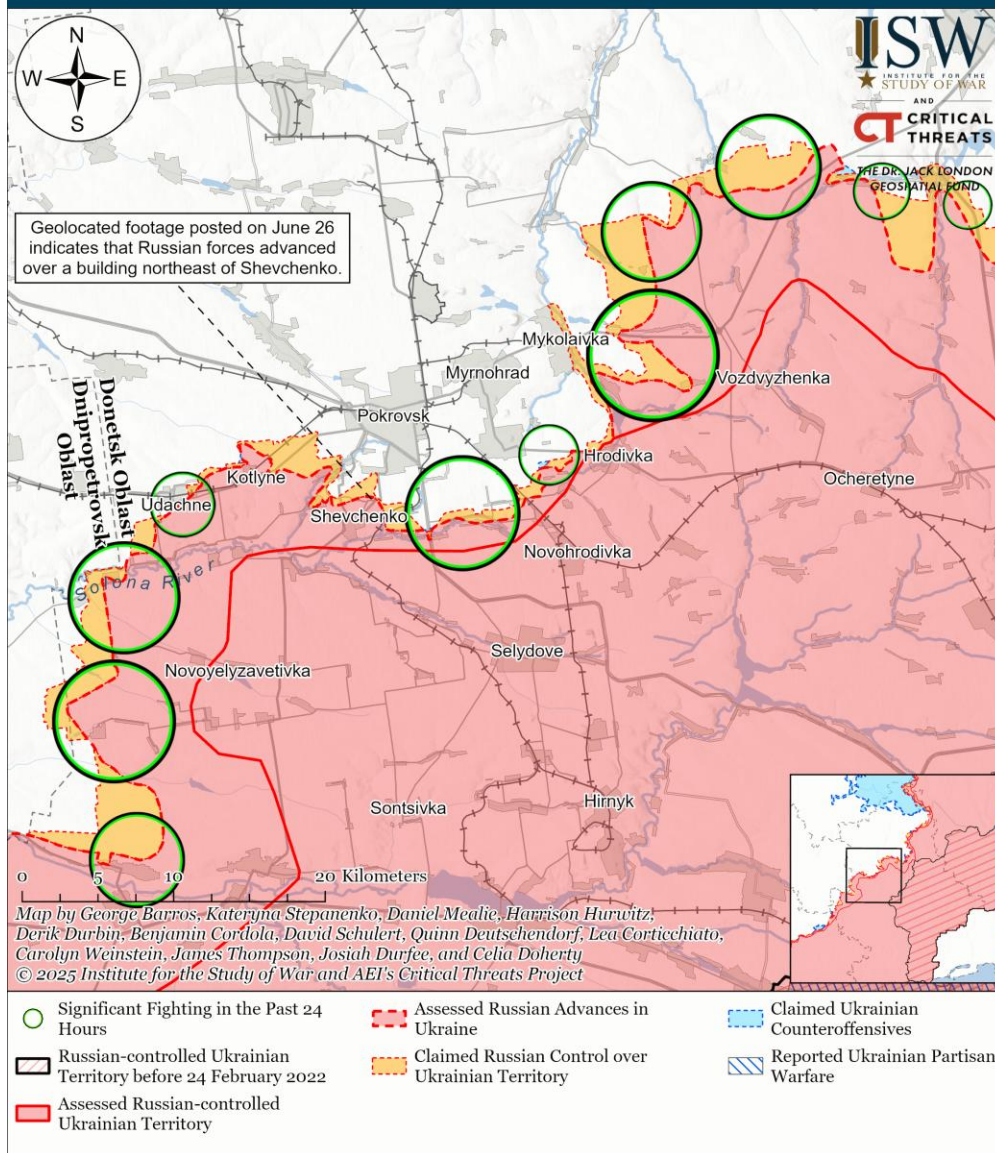 N
W
E
S
ISW
INSTITUTE FOR THE
STUDY OF WAR
AND
CT CRITICAL
THREATS
THE DR. JACK LONDON
GEOSPATIAL FUND
Geolocated footage posted on June 26
indicates that Russian forces advanced
over a building northeast of Shevchenko.
Mykolaivka
Myrnohrad
Vozdvyzhenka
Pokrovsk
Donetsk Oblast
Dnipropetrovsk
Oblast
Kotlyne
Hrodivka
Udachne
Ocheretyne
Shevchenko
Novohrodivka
Solona River
Selydove
Novoyelyzavetivka
Sontsivka
Hirnyk
0 5 10 20 Kilometers
Map by George Barros, Kateryna Stepanenko, Daniel Mealie, Harrison Hurwitz,
Derik Durbin, Benjamin Cordola, David Schulert, Quinn Deutschendorf, Lea Corticchiato,
Carolyn Weinstein, James Thompson, Josiah Durfee, and Celia Doherty
© 2025 Institute for the Study of War and AEI's Critical Threats Project
Significant Fighting in the Past 24
Hours
Russian-controlled Ukrainian
Territory before 24 February 2022
Assessed Russian-controlled
Ukrainian Territory
Assessed Russian Advances in
Ukraine
Claimed Russian Control over
Ukrainian Territory
Claimed Ukrainian
Counteroffensives
Reported Ukrainian Partisan
Warfare